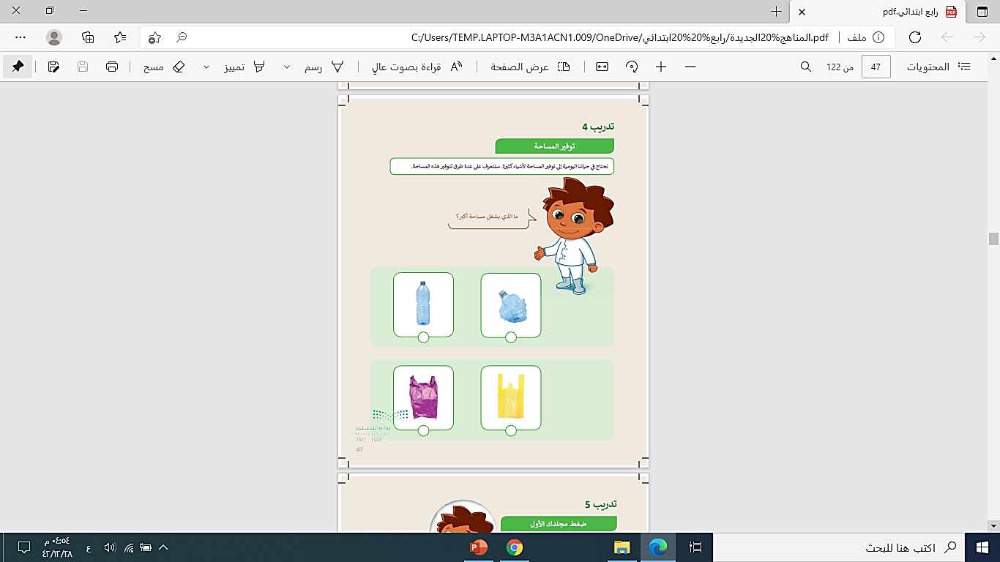 رابع ابتدائي.pdf
ملف
C:/Users/TEMP.LAPTOP-M3A1ACN1.009/OneDrive/المناهج%20الجديدة/رابع%20%20ابتدائي.pdf
المحتويات
47
من 122
عرض الصفحة
قراءة بصوت عالٍ
رسم
تمييز
مسح
تدريب 4
توفير المساحة
نحتاج في حياتنا اليومية إلى توفير المساحة لأشياء كثيرة. سنتعرف على عدة طرق لتوفير هذه المساحة.
ما الذي يشغل مساحة أكبر؟
وزارة التعليم
2021 - 1443
47
تدريب 5
ضغط مجلدك الأول
اكتب هنا للبحث
ع
٠٤:٥٤ م
٤٢/١٢/٢٨